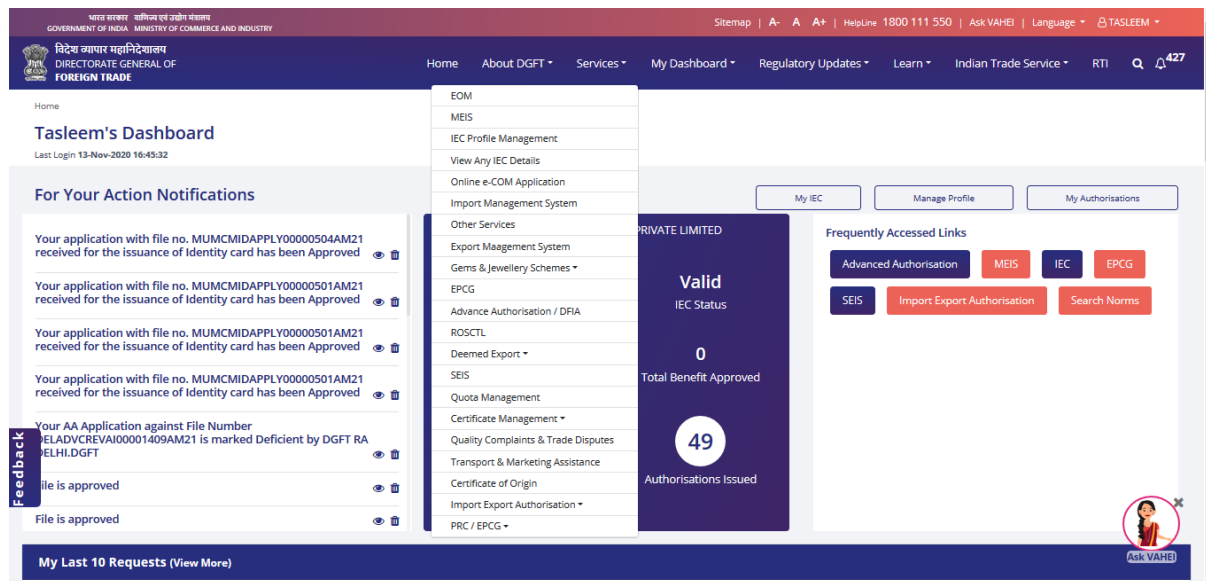 भारत सरकार वाणिज्य एवं उद्योग मंत्रालय
GOVERNMENT OF INDIA MINISTRY OF COMMERCE AND INDUSTRY
Sitemap | A- A A+ | HelpLine 1800 111 550 | Ask VAHEI | Language TASLEEM
विदेश व्यापार महानिदेशालय
DIRECTORATE GENERAL OF
FOREIGN TRADE
Home About DGFT Services My Dashboard Regulatory Updates Learn Indian Trade Service RTI 427
Home
Tasleem's Dashboard
Last Login 13-Nov-2020 16:45:32
EOM
MEIS
IEC Profile Management
View Any IEC Details
Online e-COM Application
Import Management System
Other Services
Export Maagement System
Gems & Jewellery Schemes
EPCG
Advance Authorisation / DFIA
ROSCTL
Deemed Export
SEIS
Quota Management
Certificate Management
Quality Complaints & Trade Disputes
Transport & Marketing Assistance
Certificate of Origin
Import Export Authorisation
PRC / EPCG
For Your Action Notifications
My IEC Manage Profile My Authorisations
Your application with file no. MUMCMIDAPPLY00000504AM21
received for the issuance of Identity card has been Approved
Your application with file no. MUMCMIDAPPLY00000501AM21
received for the issuance of Identity card has been Approved
Your application with file no. MUMCMIDAPPLY00000501AM21
received for the issuance of Identity card has been Approved
Your application with file no. MUMCMIDAPPLY00000501AM21
received for the issuance of Identity card has been Approved
Your AA Application against File Number
DELADVCREVAI00001409AM21 is marked Deficient by DGFT RA
DELHI.DGFT
File is approved
File is approved
Feedback
PRIVATE LIMITED
Valid
IEC Status
0
Total Benefit Approved
49
Authorisations Issued
Frequently Accessed Links
Advanced Authorisation MEIS IEC EPCG
SEIS Import Export Authorisation Search Norms
Ask VAHEI
My Last 10 Requests (View More)